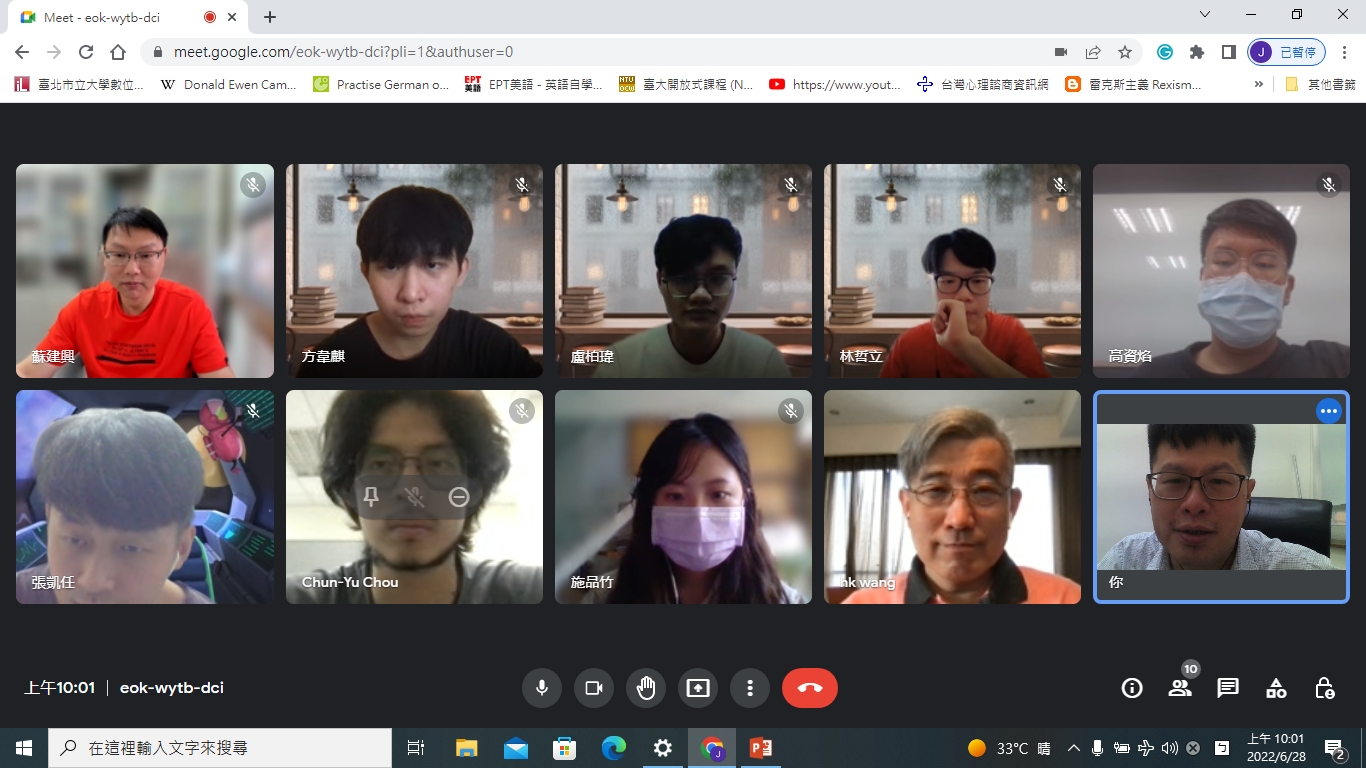 Meet - eok-wytb-dci
meet.google.com/eok-wytb-dci?pli=1&authuser=0
J 已暫停
臺北市立大學數位...
W Donald Ewen Cam...
Practise German o...
EPT 美語 EPT美語 - 英語自學...
NTU OCW 臺大開放式課程 (N...
https://www.yout...
台灣心理諮商資訊網
雷克斯主義 Rexism...
»
其他書籤
蘇建興
方韋麒
盧柏瑋
林哲立
高資焰
張凱任
Chun-Yu Chou
施品竹
hk wang
你
上午10:01 | eok-wytb-dci
10
在這裡輸入文字來搜尋
J
33°C 晴
上午 10:01
2022/6/28
2